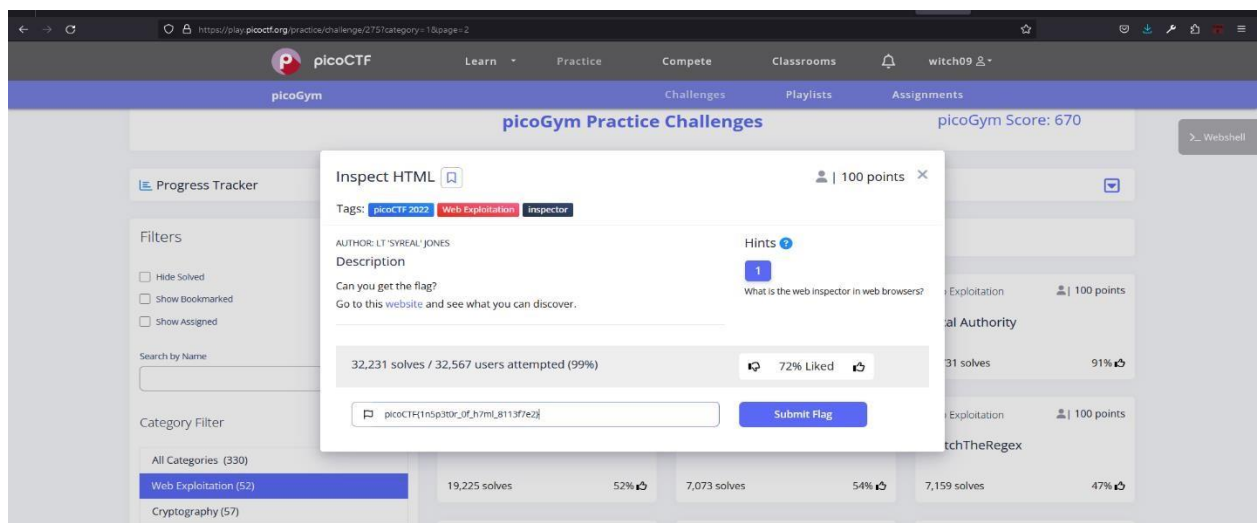 https://play.picoctf.org/practice/challenge/275?category=1&page=2
picoCTF Learn Practice Compete Classrooms witch09
picoGym Challenges Playlists Assignments
picoGym Practice Challenges picoGym Score: 670
>_ Webshell
Progress Tracker
Inspect HTML | 100 points
Tags: picoCTF 2022 Web Exploitation inspector
AUTHOR: LT 'SYREAL' JONES
Description
Can you get the flag?
Go to this website and see what you can discover.
Hints ?
1
What is the web inspector in web browsers?
32,231 solves / 32,567 users attempted (99%) 72% Liked
picoCTF{1n5p3t0r_0f_h7ml_8113f7e2} Submit Flag
Filters
Hide Solved
Show Bookmarked
Show Assigned
Search by Name
Category Filter
All Categories (330)
Web Exploitation (52)
Cryptography (57)
Exploitation | 100 points
al Authority
31 solves 91%
Exploitation | 100 points
tchTheRegex
19,225 solves 52%
7,073 solves 54%
7,159 solves 47%